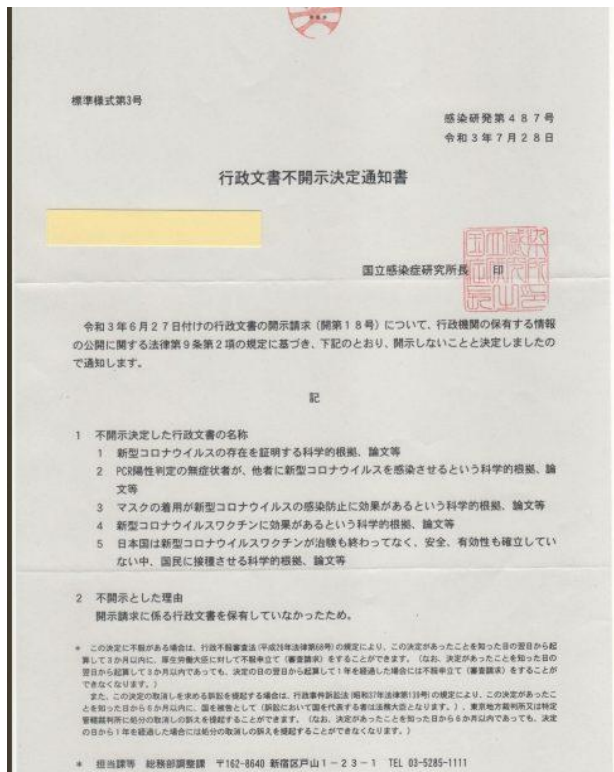 標準様式第3号
感染研発第487号
令和3年7月28日
行政文書不開示決定通知書
国立感染症研究所長 印
令和3年6月27日付けの行政文書の開示請求(開第18号)について、行政機関の保有する情報
の公開に関する法律第9条第2項の規定に基づき、下記のとおり、開示しないことと決定しましたの
で通知します。
記
1 不開示決定した行政文書の名称
1 新型コロナウイルスの存在を証明する科学的根拠、論文等
2 PCR陽性判定の無症状者が、他者に新型コロナウイルスを感染させるという科学的根拠、論
文等
3 マスクの着用が新型コロナウイルスの感染防止に効果があるという科学的根拠、論文等
4 新型コロナウイルスワクチンに効果があるという科学的根拠、論文等
5 日本国は新型コロナウイルスワクチンが治験も終わってなく、安全、有効性も確立してい
ない中、国民に接種させる科学的根拠、論文等
2 不開示とした理由
開示請求に係る行政文書を保有していなかったため。
* この決定に不服がある場合は、行政不服審査法(平成26年法律第68号)の規定により、この決定があったことを知った日の翌日から起
算して3か月以内に、厚生労働大臣に対して不服申立て(審査請求)をすることができます。(なお、決定があったことを知った日の
翌日から起算して3か月以内であっても、決定の日の翌日から起算して1年を経過した場合には不服申立て(審査請求)をすることが
できなくなります。)
また、この決定の取消しを求める訴訟を提起する場合は、行政事件訴訟法(昭和37年法律第139号)の規定により、この決定があったこ
とを知った日から6か月以内に、国を被告として(訴訟において国を代表する者は法務大臣となります。)、東京地方裁判所又は特定
管轄裁判所に処分の取消しの訴えを提起することができます。(なお、決定があったことを知った日から6か月以内であっても、決定
の日から1年を経過した場合には処分の取消しの訴えを提起することができなくなります。)
* 担当課等 総務部調整課 〒162-8640 新宿区戸山1-23-1 TEL 03-5285-1111